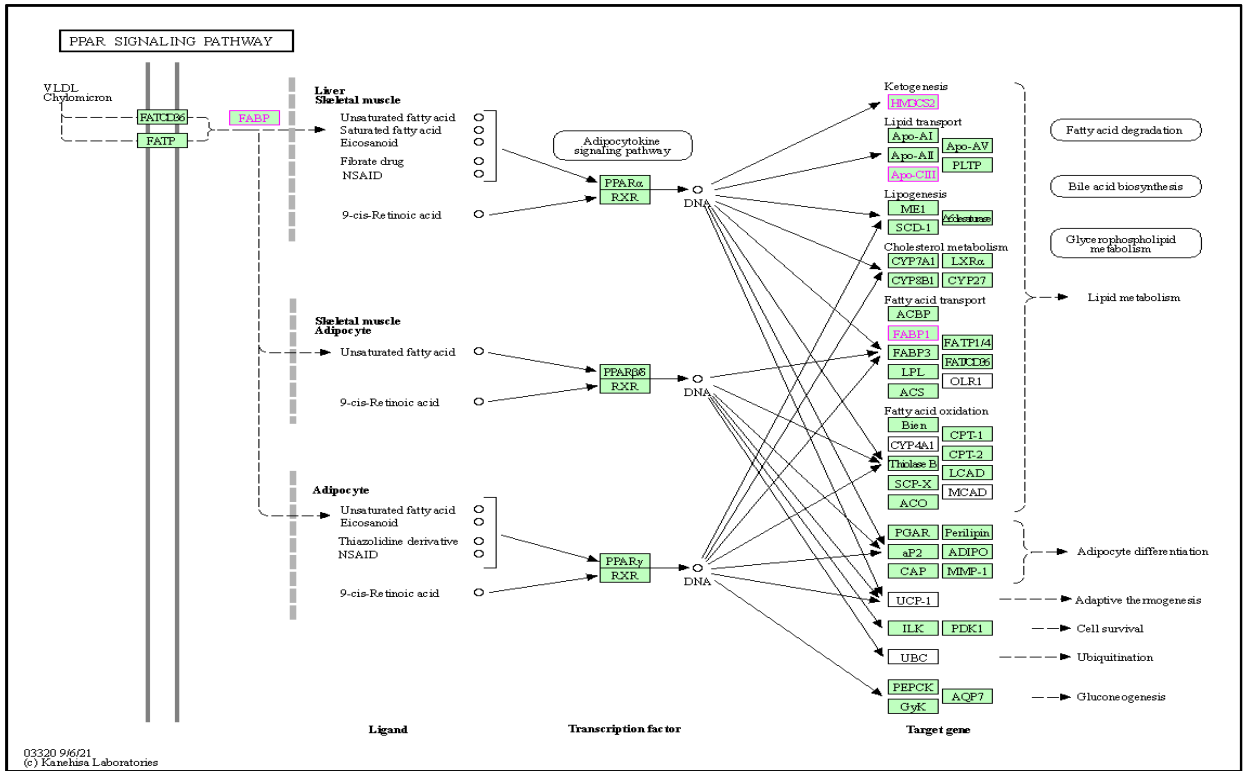 PPAR SIGNALING PATHWAY
VLDL
Chylomicron
FAT/CD36
FATP
FABP
Liver
Skeletal muscle
Unsaturated fatty acid
Saturated fatty acid
Eicosanoid
Fibrate drug
NSAID
9-cis-Retinoic acid
Adipocytokine
signaling pathway
PPARα
RXR
DNA
Skeletal muscle
Adipocyte
Unsaturated fatty acid
9-cis-Retinoic acid
PPARβ/δ
RXR
DNA
Adipocyte
Unsaturated fatty acid
Eicosanoid
Thiazolidine derivative
NSAID
9-cis-Retinoic acid
PPARγ
RXR
DNA
Ketogenesis
HMGCS2
Lipid transport
Apo-AI
Apo-AII
Apo-CIII
Apo-AV
PLTP
Lipogenesis
ME1
SCD-1
Δ6desaturase
Cholesterol metabolism
CYP7A1 LXRα
CYP8B1 CYP27
Fatty acid transport
ACBP
FABP1
FABP3
LPL
ACS
FATP1/4
FAT/CD36
OLR1
Fatty acid oxidation
Bien
CYP4A1
Thiolase B
SCP-X
ACO
CPT-1
CPT-2
LCAD
MCAD
PGAR Perilipin
aP2 ADIPO
CAP MMP-1
UCP-1
ILK PDK1
UBC
PEPCK
GyK
AQP7
Fatty acid degradation
Bile acid biosynthesis
Glycerophospholipid
metabolism
Lipid metabolism
Adipocyte differentiation
Adaptive thermogenesis
Cell survival
Ubiquitination
Gluconeogenesis
Ligand
Transcription factor
Target gene
03320 9/6/21
(c) Kanehisa Laboratories